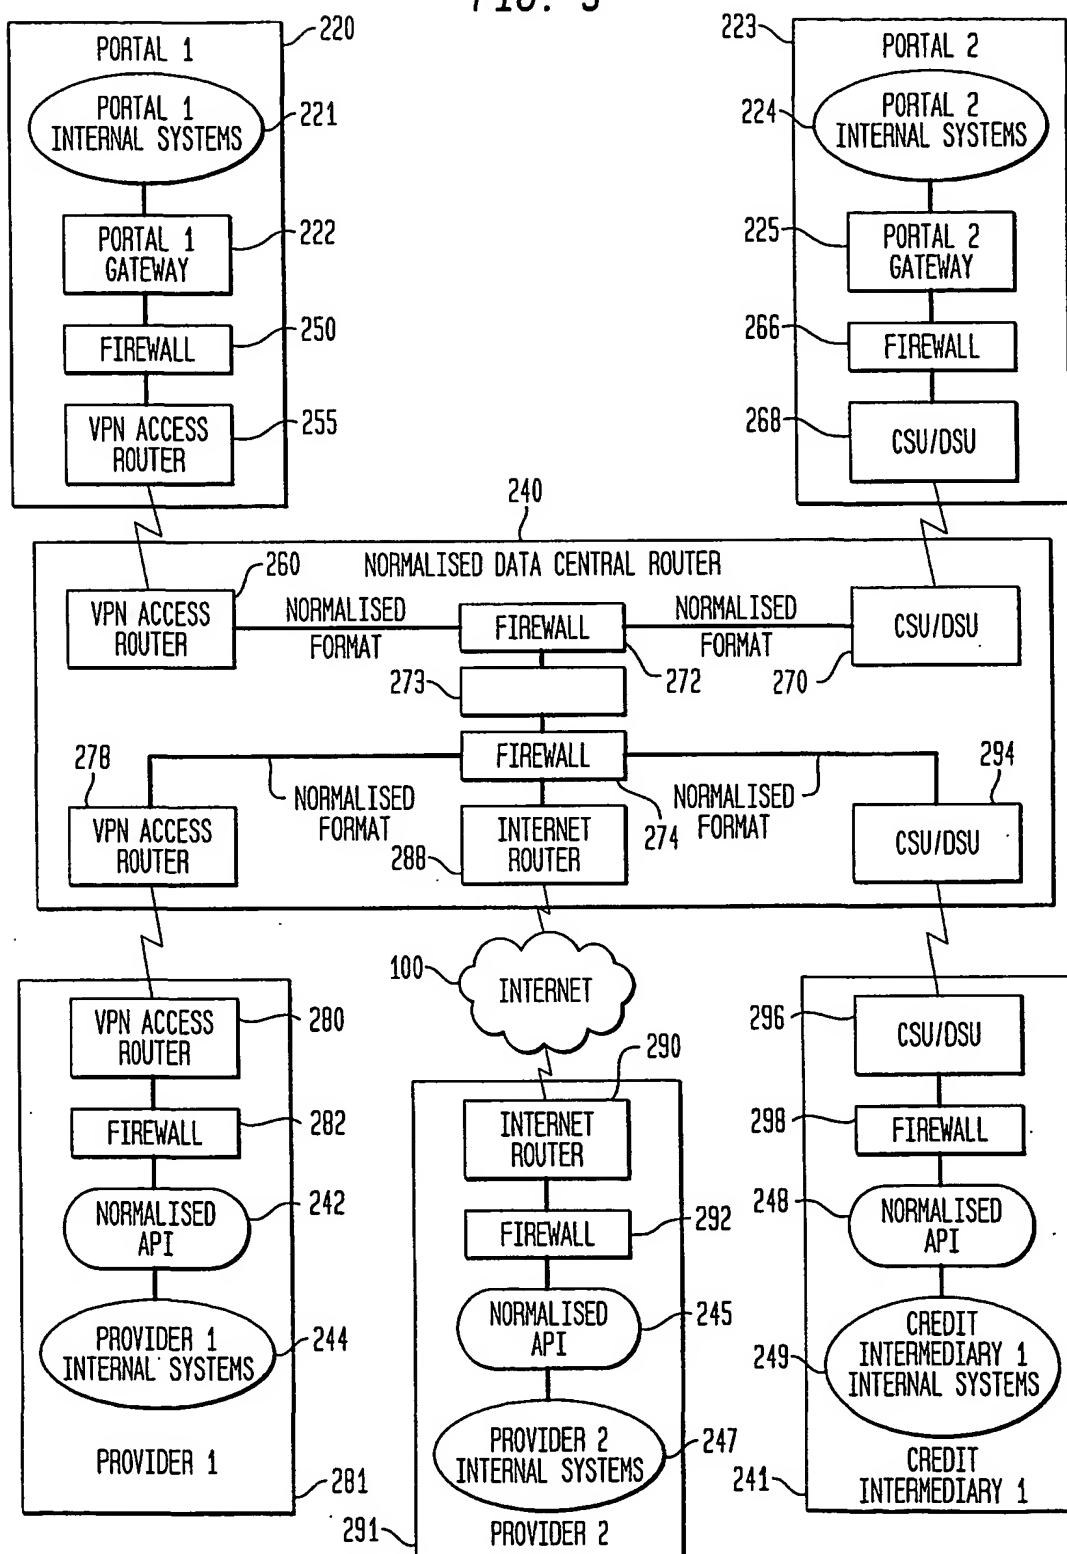 FIG. 3
PORTAL 1
220
PORTAL 1
INTERNAL SYSTEMS
221
PORTAL 1
GATEWAY
222
FIREWALL
250
VPN ACCESS
ROUTER
255
223
PORTAL 2
224
PORTAL 2
INTERNAL SYSTEMS
225
PORTAL 2
GATEWAY
266
FIREWALL
268
CSU/DSU
240
NORMALISED DATA CENTRAL ROUTER
260
VPN ACCESS
ROUTER
NORMALISED
FORMAT
FIREWALL
272
NORMALISED
FORMAT
CSU/DSU
270
273
278
VPN ACCESS
ROUTER
NORMALISED
FORMAT
FIREWALL
274
NORMALISED
FORMAT
294
CSU/DSU
288
INTERNET
ROUTER
100
INTERNET
VPN ACCESS
ROUTER
280
FIREWALL
282
NORMALISED
API
242
PROVIDER 1
INTERNAL SYSTEMS
244
PROVIDER 1
281
290
INTERNET
ROUTER
FIREWALL
292
NORMALISED
API
245
PROVIDER 2
INTERNAL SYSTEMS
247
291
PROVIDER 2
296
CSU/DSU
298
FIREWALL
248
NORMALISED
API
249
CREDIT
INTERMEDIARY 1
INTERNAL SYSTEMS
241
CREDIT
INTERMEDIARY 1